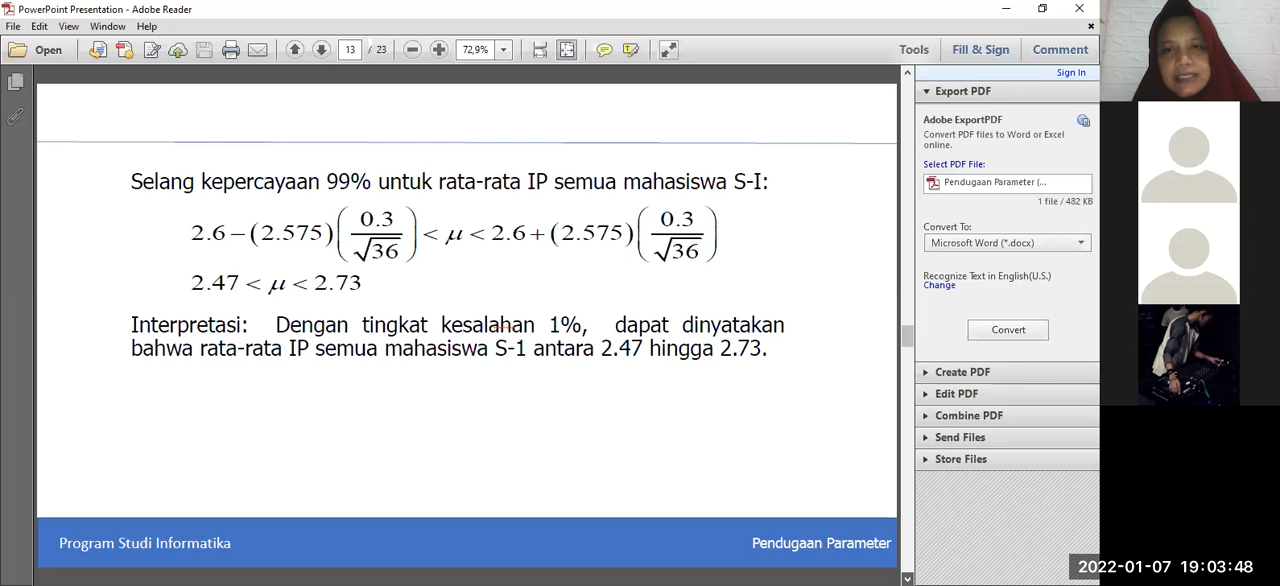 PowerPoint Presentation - Adobe Reader
File Edit View Window Help
Open 13 / 23 72,9% Tools Fill & Sign Comment
Sign In
Export PDF
Adobe ExportPDF
Convert PDF files to Word or Excel
online.
Select PDF File:
Pendugaan Parameter (...
1 file / 482 KB
Convert To:
Microsoft Word (*.docx)
Recognize Text in English(U.S.)
Change
Convert
Create PDF
Edit PDF
Combine PDF
Send Files
Store Files
Selang kepercayaan 99% untuk rata-rata IP semua mahasiswa S-I:
2.6 − (2.575) (0.3/√36) < μ < 2.6 + (2.575) (0.3/√36)
2.47 < μ < 2.73
Interpretasi: Dengan tingkat kesalahan 1%, dapat dinyatakan
bahwa rata-rata IP semua mahasiswa S-1 antara 2.47 hingga 2.73.
Program Studi Informatika
Pendugaan Parameter
2022-01-07 19:03:48